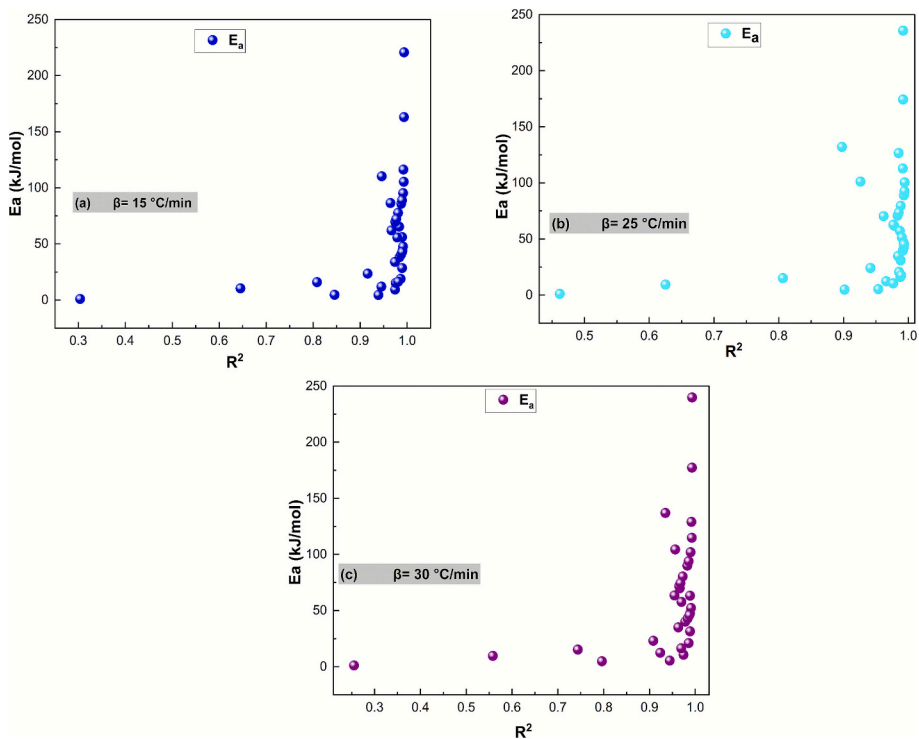 250
200
150
100
50
0
Ea (kJ/mol)
Eₐ
(a) β= 15 °C/min
0.3 0.4 0.5 0.6 0.7 0.8 0.9 1.0
R²
250
200
150
100
50
0
Ea (kJ/mol)
Eₐ
(b) β= 25 °C/min
0.5 0.6 0.7 0.8 0.9 1.0
R²
250
200
150
100
50
0
Ea (kJ/mol)
Eₐ
(c) β= 30 °C/min
0.3 0.4 0.5 0.6 0.7 0.8 0.9 1.0
R²